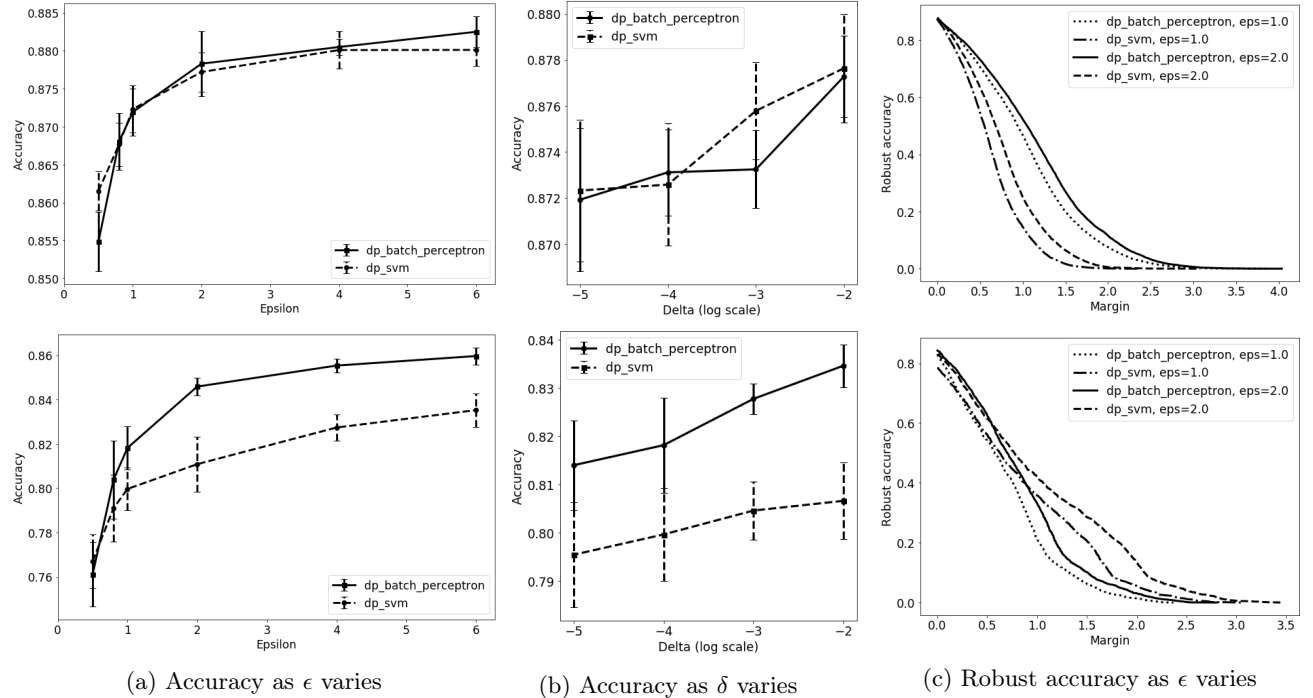 0.885
0.880
0.875
0.870
0.865
0.860
0.855
0.850
Accuracy
0
1
2
3
4
5
6
Epsilon
dp_batch_perceptron
dp_svm
0.880
0.878
0.876
0.874
0.872
0.870
Accuracy
−5
−4
−3
−2
Delta (log scale)
dp_batch_perceptron
dp_svm
0.8
0.6
0.4
0.2
0.0
Robust accuracy
0.0
0.5
1.0
1.5
2.0
2.5
3.0
3.5
4.0
Margin
dp_batch_perceptron, eps=1.0
dp_svm, eps=1.0
dp_batch_perceptron, eps=2.0
dp_svm, eps=2.0
0.86
0.84
0.82
0.80
0.78
0.76
Accuracy
0
1
2
3
4
5
6
Epsilon
dp_batch_perceptron
dp_svm
0.84
0.83
0.82
0.81
0.80
0.79
Accuracy
−5
−4
−3
−2
Delta (log scale)
dp_batch_perceptron
dp_svm
0.8
0.6
0.4
0.2
0.0
Robust accuracy
0.0
0.5
1.0
1.5
2.0
2.5
3.0
3.5
Margin
dp_batch_perceptron, eps=1.0
dp_svm, eps=1.0
dp_batch_perceptron, eps=2.0
dp_svm, eps=2.0
(a) Accuracy as ϵ varies
(b) Accuracy as δ varies
(c) Robust accuracy as ϵ varies